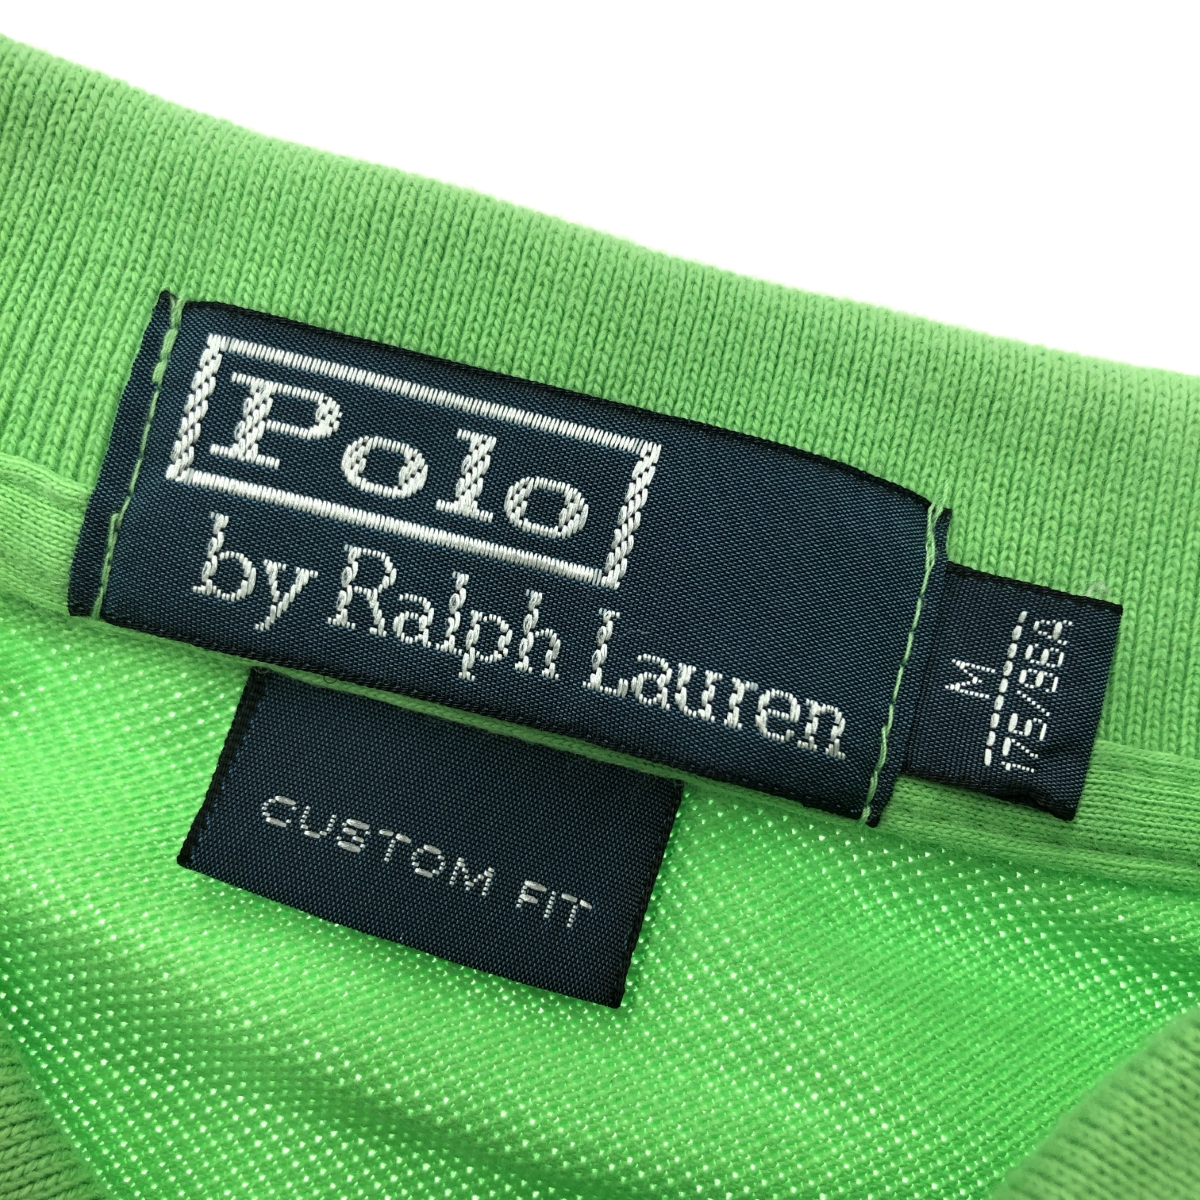 Polo
by Ralph Lauren
M
175/96A
CUSTOM FIT